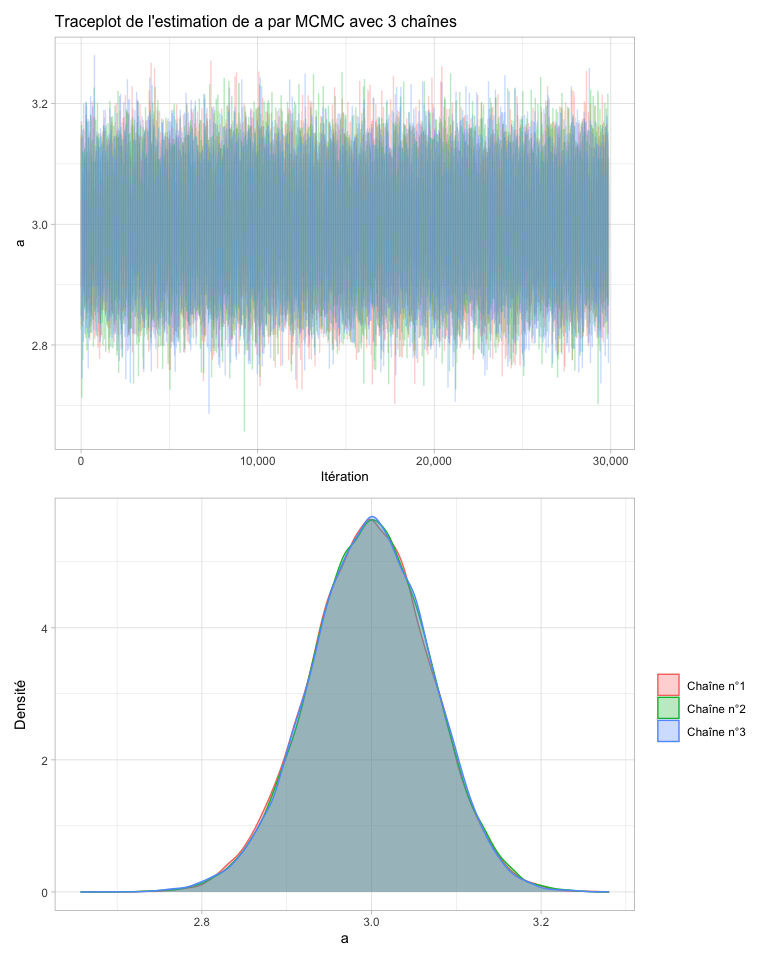 Traceplot de l'estimation de a par MCMC avec 3 chaînes
3.2
3.0
2.8
a
0
10,000
20,000
30,000
Itération
4
2
0
Densité
2.8
3.0
3.2
a
Chaîne n°1
Chaîne n°2
Chaîne n°3